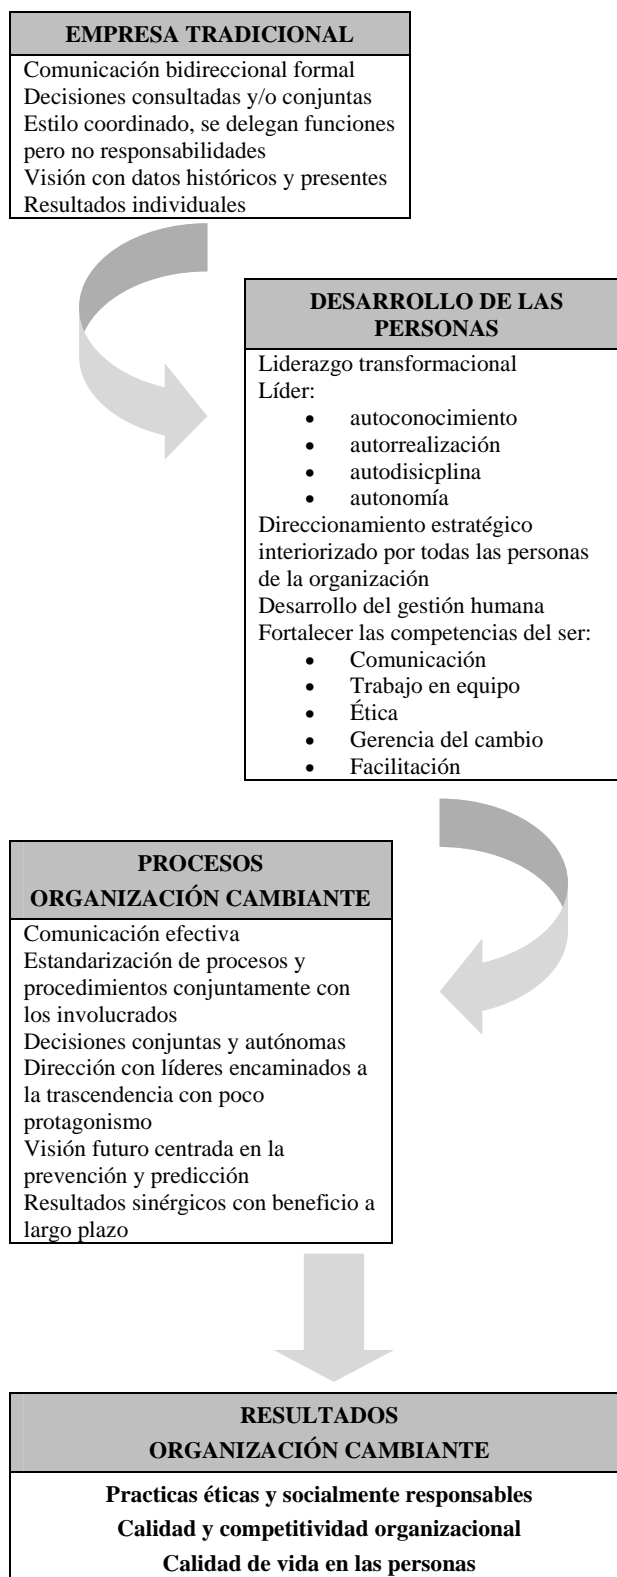 EMPRESA TRADICIONAL
Comunicación bidireccional formal
Decisiones consultadas y/o conjuntas
Estilo coordinado, se delegan funciones
pero no responsabilidades
Visión con datos históricos y presentes
Resultados individuales
DESARROLLO DE LAS
PERSONAS
Liderazgo transformacional
Líder:
• autoconocimiento
• autorrealización
• autodisicplina
• autonomía
Direccionamiento estratégico
interiorizado por todas las personas
de la organización
Desarrollo del gestión humana
Fortalecer las competencias del ser:
• Comunicación
• Trabajo en equipo
• Ética
• Gerencia del cambio
• Facilitación
PROCESOS
ORGANIZACIÓN CAMBIANTE
Comunicación efectiva
Estandarización de procesos y
procedimientos conjuntamente con
los involucrados
Decisiones conjuntas y autónomas
Dirección con líderes encaminados a
la trascendencia con poco
protagonismo
Visión futuro centrada en la
prevención y predicción
Resultados sinérgicos con beneficio a
largo plazo
RESULTADOS
ORGANIZACIÓN CAMBIANTE
Practicas éticas y socialmente responsables
Calidad y competitividad organizacional
Calidad de vida en las personas